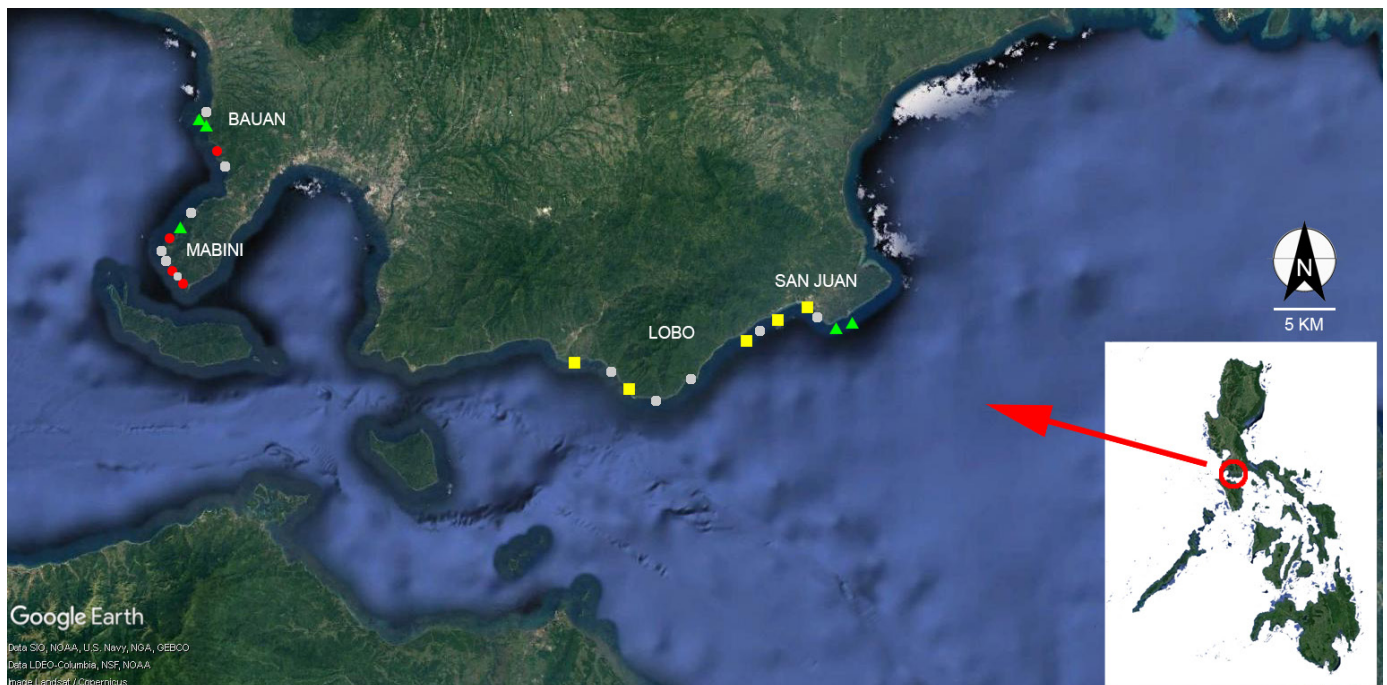 BAUAN
MABINI
SAN JUAN
LOBO
N
5 KM
Google Earth
Data SIO, NOAA, U.S. Navy, NGA, GEBCO
Data LDEO-Columbia, NSF, NOAA
Image Landsat / Copernicus